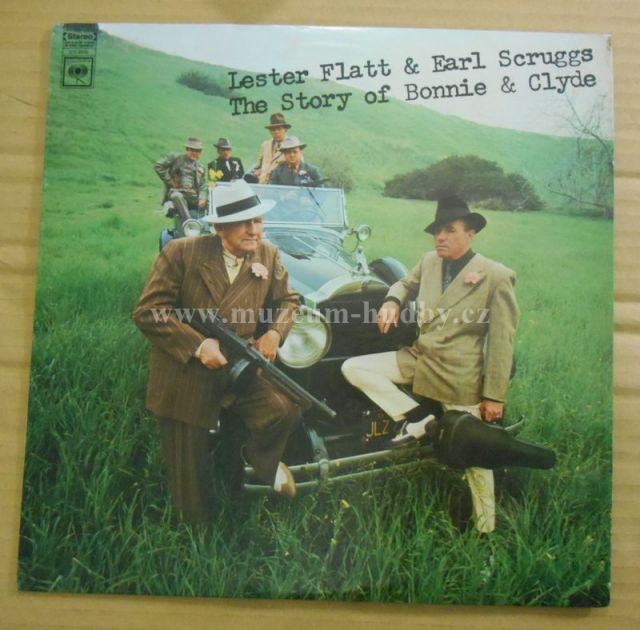 Stereo
Lester Flatt & Earl Scruggs
The Story of Bonnie & Clyde
www.muzeum-hudby.cz
JLZ